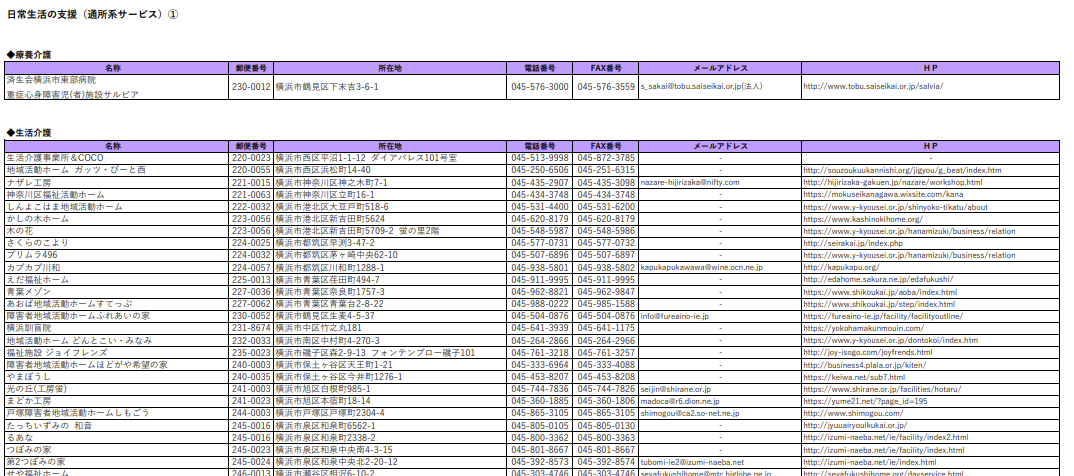 日常生活の支援（通所系サービス）①
◆療養介護
名称 郵便番号 所在地 電話番号 FAX番号 メールアドレス ＨＰ
済生会横浜市東部病院
重症心身障害児(者)施設サルビア 230-0012 横浜市鶴見区下末吉3-6-1 045-576-3000 045-576-3559 s_sakai@tobu.saiseikai.or.jp(法人) http://www.tobu.saiseikai.or.jp/salvia/
◆生活介護
名称 郵便番号 所在地 電話番号 FAX番号 メールアドレス ＨＰ
生活介護事業所＆COCO 220-0023 横浜市西区平沼1-1-12 ダイアパレス101号室 045-513-9998 045-872-3785 - -
地域活動ホーム ガッツ・びーと西 220-0055 横浜市西区浜松町14-40 045-250-6506 045-251-6315 - http://souzoukuukannishi.org/jigyou/g_beat/index.htm
ナザレ工房 221-0015 横浜市神奈川区神之木町7-1 045-435-2907 045-435-3098 nazare-hijirizaka@nifty.com http://hijirizaka-gakuen.jp/nazare/workshop.html
神奈川区福祉活動ホーム 221-0063 横浜市神奈川区立町16-1 045-434-3748 045-434-3748 - https://mokuseikanagawa.wixsite.com/kana
しんよこはま地域活動ホーム 222-0032 横浜市港北区大豆戸町518-6 045-531-4400 045-531-6200 - https://www.y-kyousei.or.jp/shinyoko-tikatu/about
かしの木ホーム 223-0056 横浜市港北区新吉田町5624 045-620-8179 045-620-8179 - https://www.kashinokihome.org/
木の花 223-0056 横浜市港北区新吉田町5709-2 蛍の里2階 045-548-5987 045-548-5986 - https://www.y-kyousei.or.jp/hanamizuki/business/relation
さくらのこより 224-0025 横浜市都筑区早渕3-47-2 045-577-0731 045-577-0732 - http://seirakai.jp/index.php
プリムラ496 224-0032 横浜市都筑区茅ヶ崎中央62-10 045-507-6896 045-507-6897 - https://www.y-kyousei.or.jp/hanamizuki/business/relation
カプカプ川和 224-0057 横浜市都筑区川和町1288-1 045-938-5801 045-938-5802 kapukapukawawa@wine.ocn.ne.jp http://kapukapu.org/
えだ福祉ホーム 225-0013 横浜市青葉区荏田町494-7 045-911-9995 045-911-9995 - http://edahome.sakura.ne.jp/edafukushi/
青葉メゾン 227-0036 横浜市青葉区奈良町1757-3 045-962-8821 045-962-9847 - https://www.shikoukai.jp/aoba/index.html
あおば地域活動ホームすてっぷ 227-0062 横浜市青葉区青葉台2-8-22 045-988-0222 045-985-1588 - https://www.shikoukai.jp/step/index.html
障害者地域活動ホームふれあいの家 230-0052 横浜市鶴見区生麦4-5-37 045-504-0876 045-504-0876 info@fureaino-ie.jp https://fureaino-ie.jp/facility/facilityoutline/
横浜訓盲院 231-8674 横浜市中区竹之丸181 045-641-3939 045-641-1175 - https://yokohamakunmouin.com/
地域活動ホーム どんとこい・みなみ 232-0033 横浜市南区中村町4-270-3 045-264-2866 045-264-2966 - https://www.y-kyousei.or.jp/dontokoi/index.htm
福祉施設 ジョイフレンズ 235-0023 横浜市磯子区森2-9-13 フォンテンブロー磯子101 045-761-3218 045-761-3257 - http://joy-isogo.com/joyfrends.html
障害者地域活動ホームほどがや希望の家 240-0003 横浜市保土ヶ谷区天王町1-21 045-333-6964 045-333-4088 - http://business4.plala.or.jp/kiten/
やまぼうし 240-0035 横浜市保土ヶ谷区今井町1276-1 045-453-8207 045-453-8208 - https://keiwa.net/sub7.html
光の丘(工房蛍) 241-0003 横浜市旭区白根町985-1 045-744-7836 045-744-7826 seijin@shirane.or.jp https://www.shirane.or.jp/facilities/hotaru/
まどか工房 241-0023 横浜市旭区本宿町18-14 045-360-1885 045-360-1806 madoca@r6.dion.ne.jp https://yume21.net/?page_id=195
戸塚障害者地域活動ホームしもごう 244-0003 横浜市戸塚区戸塚町2304-4 045-865-3105 045-865-3105 shimogou@ca2.so-net.ne.jp http://www.shimogou.com/
たっちいずみの 和音 245-0016 横浜市泉区和泉町6562-1 045-805-0105 045-805-0130 - http://jyuuairyouikukai.or.jp/
るあな 245-0016 横浜市泉区和泉町2338-2 045-800-3362 045-800-3363 - http://izumi-naeba.net/ie/facility/index2.html
つぼみの家 245-0023 横浜市泉区和泉中央南4-3-15 045-801-8667 045-801-8667 - http://izumi-naeba.net/ie/facility/index.html
第2つぼみの家 245-0024 横浜市泉区和泉中央北2-20-12 045-392-8573 045-392-8574 tubomi-ie2@izumi-naeba.net http://izumi-naeba.net/ie/index.html
せや福祉ホーム 246-0013 横浜市瀬谷区相沢6-10-2 045-303-4746 045-303-4746 seyafukushihome@mtc.biglobe.ne.jp http://seyafukushihome.org/dayservice.html